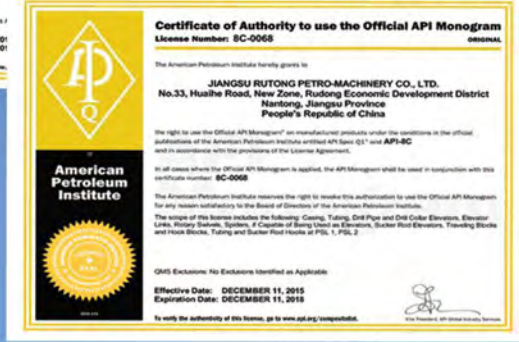 Certificate of Authority to use the Official API Monogram
License Number: 8C-0068
ORIGINAL
The American Petroleum Institute hereby grants to
JIANGSU RUTONG PETRO-MACHINERY CO., LTD.
No.33, Huaihe Road, New Zone, Rudong Economic Development District
Nantong, Jiangsu Province
People's Republic of China
the right to use the Official API Monogram® on manufactured products under the conditions in the official
publications of the American Petroleum Institute entitled API Spec Q1® and API-8C
and in accordance with the provisions of the License Agreement.
In all cases where the Official API Monogram is applied, the API Monogram shall be used in conjunction with this
certificate number: 8C-0068
The American Petroleum Institute reserves the right to revoke this authorization to use the Official API Monogram
for any reason satisfactory to the Board of Directors of the American Petroleum Institute.
The scope of this license includes the following: Casing, Tubing, Drill Pipe and Drill Collar Elevators, Elevator
Links, Rotary Swivels, Spiders, if Capable of Being Used as Elevators, Sucker Rod Elevators, Traveling Blocks
and Hook Blocks, Tubing and Sucker Rod Hooks at PSL 1, PSL 2
QMS Exclusions: No Exclusions Identified as Applicable
Effective Date: DECEMBER 11, 2015
Expiration Date: DECEMBER 11, 2018
To verify the authenticity of this license, go to www.api.org/compositelist.
Vice President, API Global Industry Services
Q
American
Petroleum
Institute